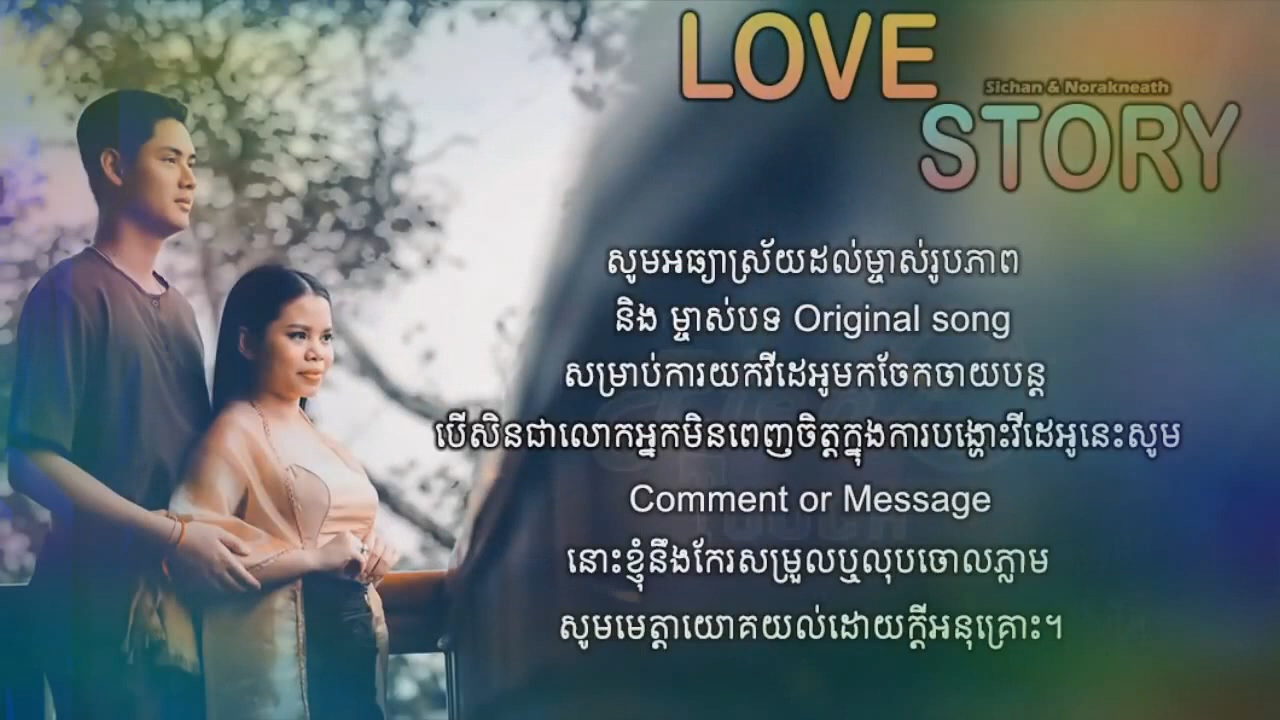 LOVE
Sichan & Norakneath
STORY
សូមអធ្យាស្រ័យដល់ម្ចាស់រូបភាព
និង ម្ចាស់បទ Original song
សម្រាប់ការយកវីដេអូមកចែកចាយបន្ត
បើសិនជាលោកអ្នកមិនពេញចិត្តក្នុងការបង្ហោះវីដេអូនេះសូម
Comment or Message
នោះខ្ញុំនឹងកែរសម្រួលឬលុបចោលភ្លាម
សូមមេត្តាយោគយល់ដោយក្តីអនុគ្រោះ។